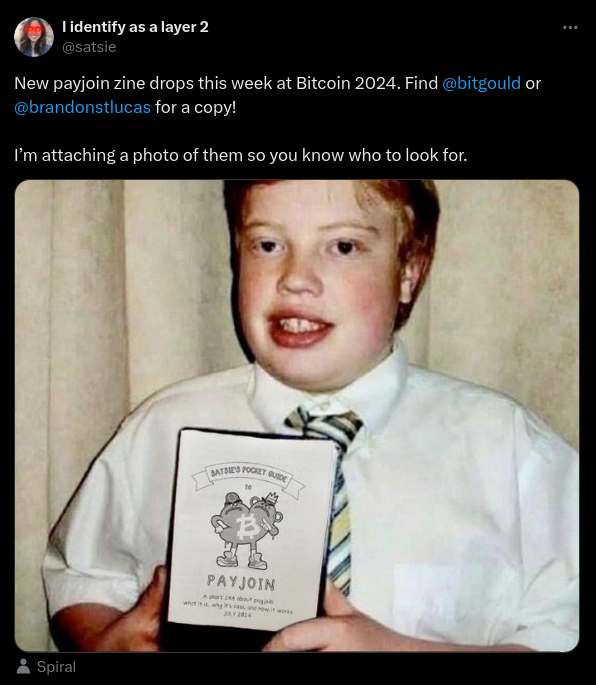 I identify as a layer 2
@satsie
New payjoin zine drops this week at Bitcoin 2024. Find @bitgould or
@brandonstlucas for a copy!
I’m attaching a photo of them so you know who to look for.
SATSIE'S POCKET GUIDE
to
PAYJOIN
A short zine about payjoin:
what it is, why it's cool, and how it works
JULY 2024
Spiral